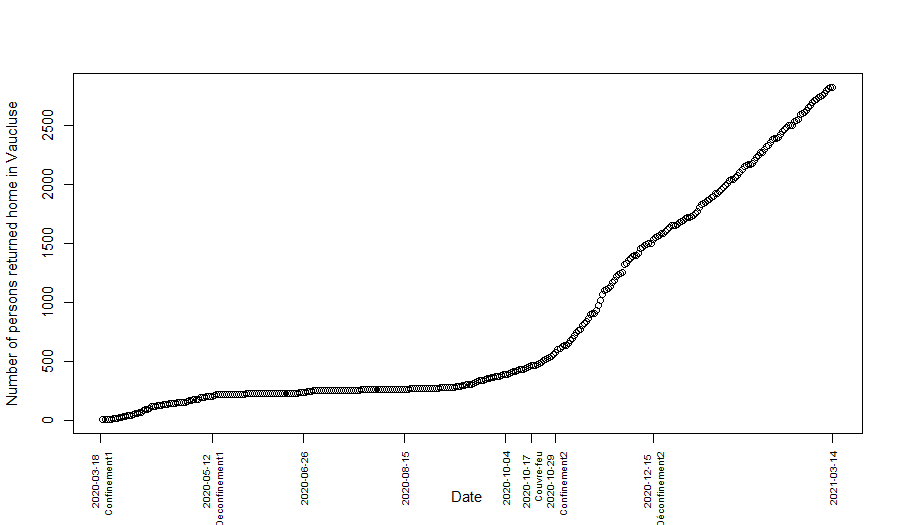 Number of persons returned home in Vaucluse
2500
2000
1500
1000
500
0
2020-03-18
Confinement1
2020-05-12
Deconfinement1
2020-06-26
2020-08-15
2020-10-04
2020-10-17
Couvre-feu
2020-10-29
Confinement2
2020-12-15
Déconfinement2
2021-03-14
Date